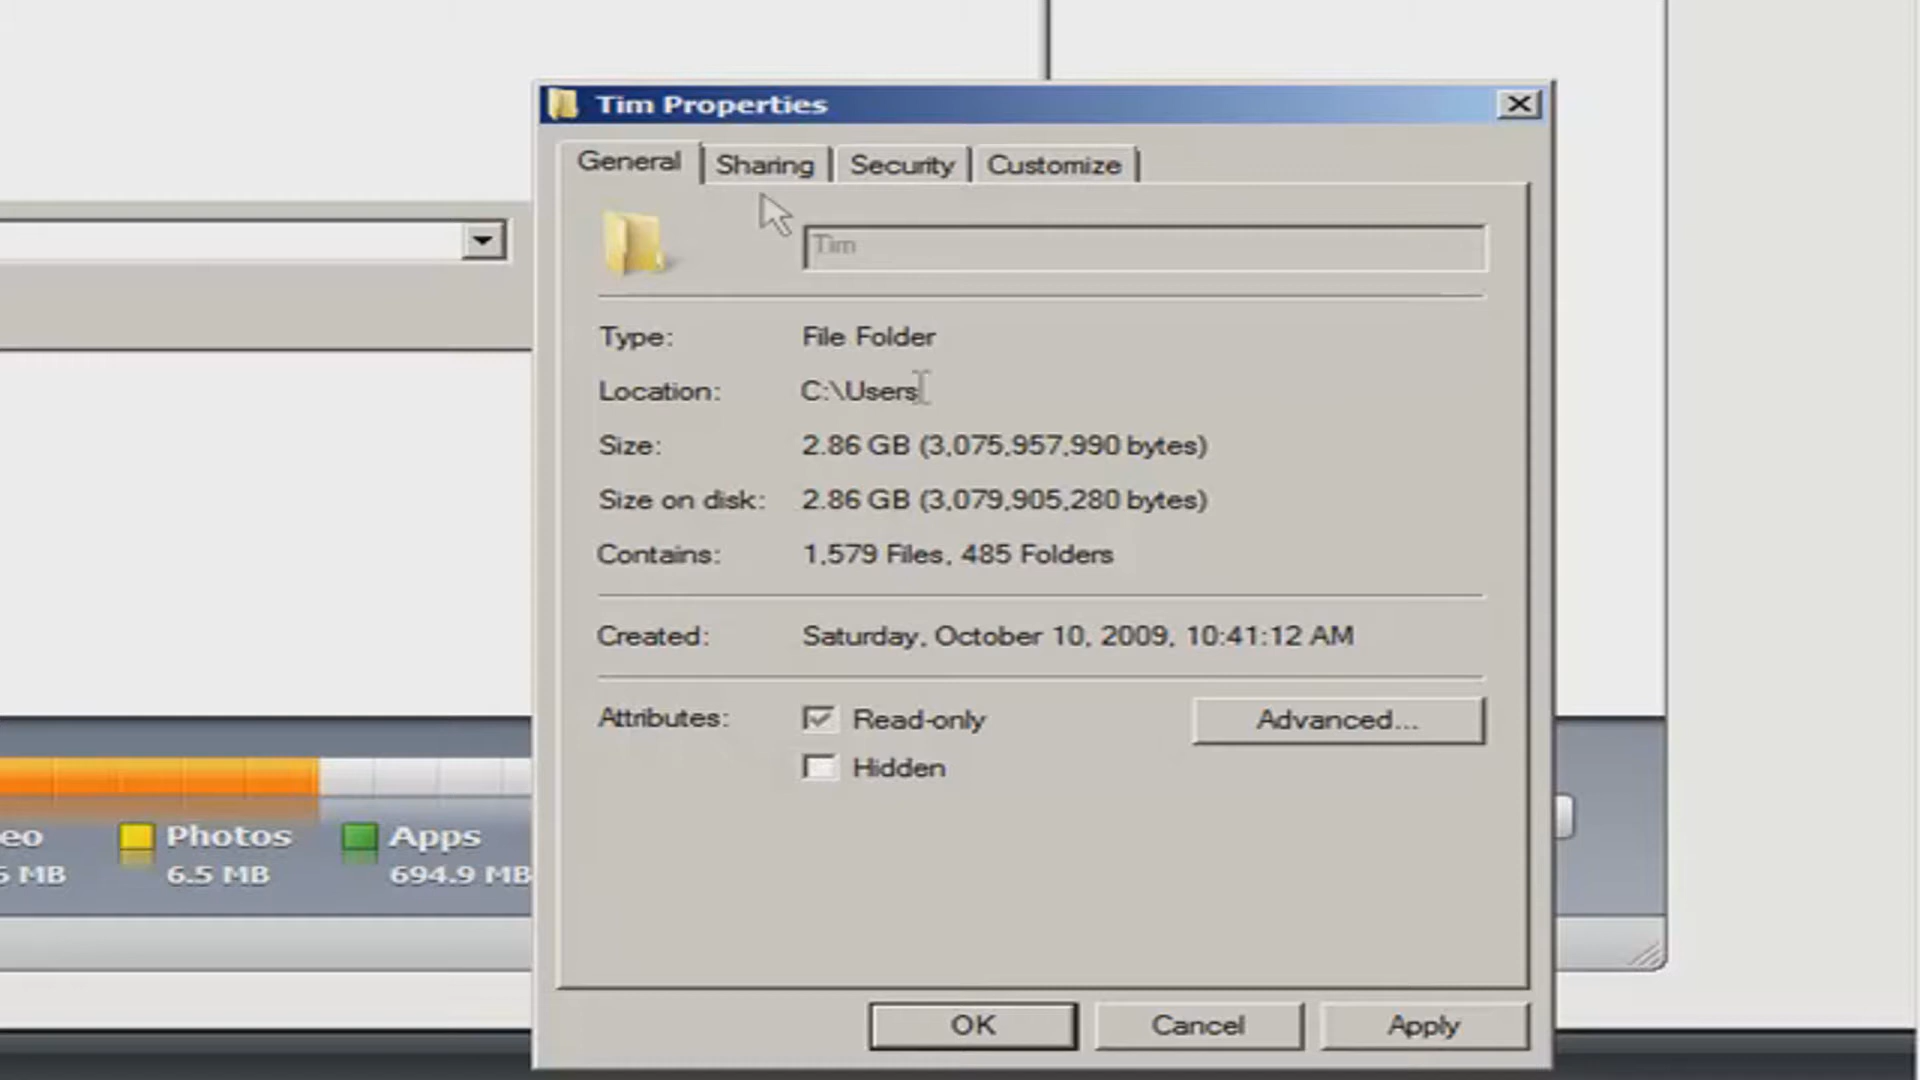 Tim Properties
General Sharing Security Customize
Tim
Type: File Folder
Location: C:\Users
Size: 2.86 GB (3,075,957,990 bytes)
Size on disk: 2.86 GB (3,079,905,280 bytes)
Contains: 1,579 Files, 485 Folders
Created: Saturday, October 10, 2009, 10:41:12 AM
Attributes: Read-only Advanced...
Hidden
eo Photos Apps
MB 6.5 MB 694.9 MB
OK Cancel Apply